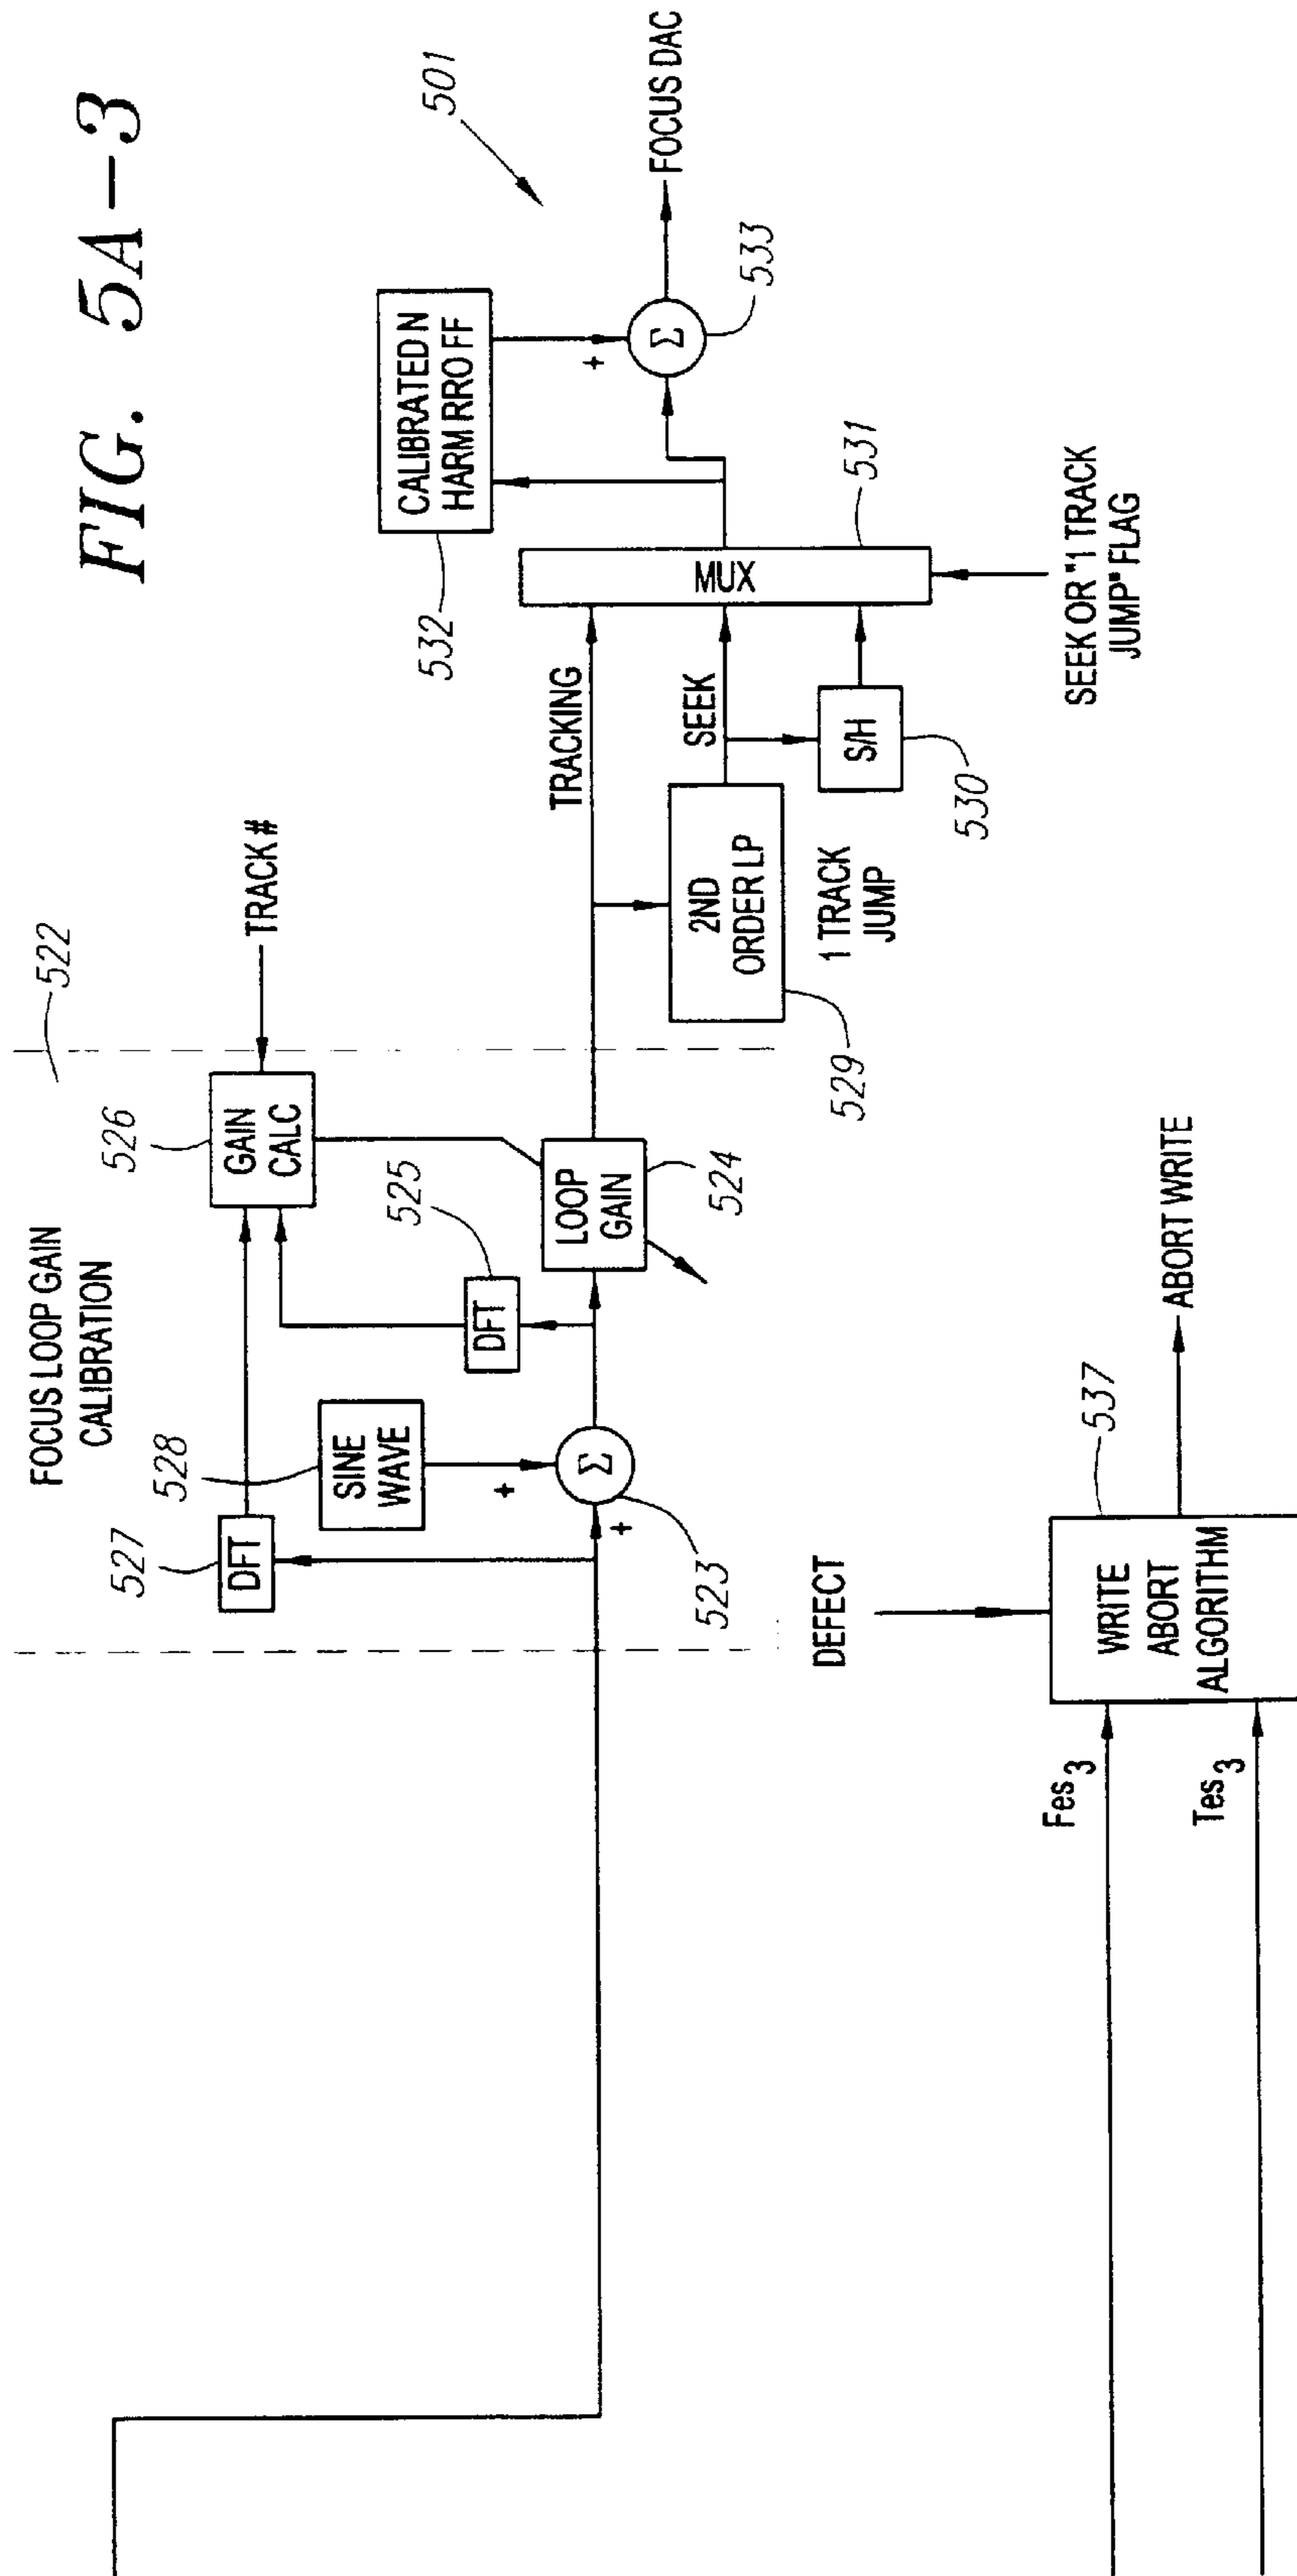 FIG. 5A-3
FOCUS LOOP GAIN
CALIBRATION
522
527
DFT
528
SINE
WAVE
+
+
Σ
523
525
DFT
526
GAIN
CALC
TRACK#
LOOP
GAIN
524
TRACKING
2ND
ORDER LP
529
1 TRACK
JUMP
SEEK
S/H
530
MUX
531
SEEK OR "1 TRACK
JUMP" FLAG
CALIBRATED N
HARM RRO FF
532
+
Σ
533
FOCUS DAC
501
DEFECT
Fes3
Tes3
WRITE
ABORT
ALGORITHM
537
ABORT WRITE